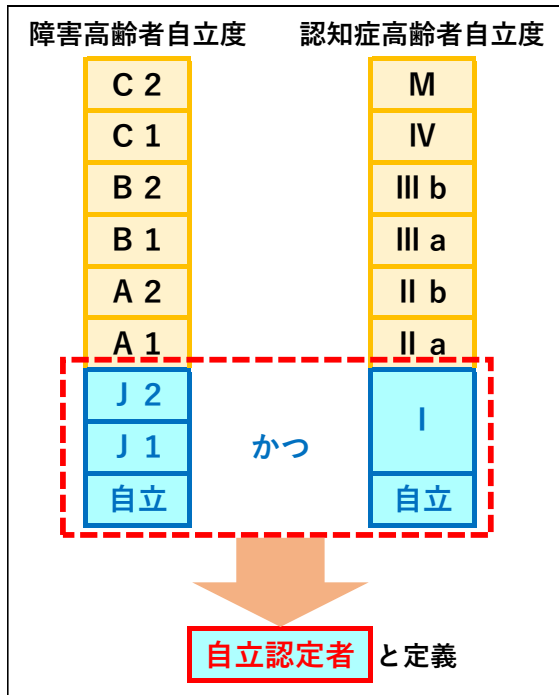 障害高齢者自立度
C 2
C 1
B 2
B 1
A 2
A 1
J 2
J 1
自立
かつ
認知症高齢者自立度
M
Ⅳ
Ⅲ b
Ⅲ a
Ⅱ b
Ⅱ a
Ⅰ
自立
自立認定者 と定義